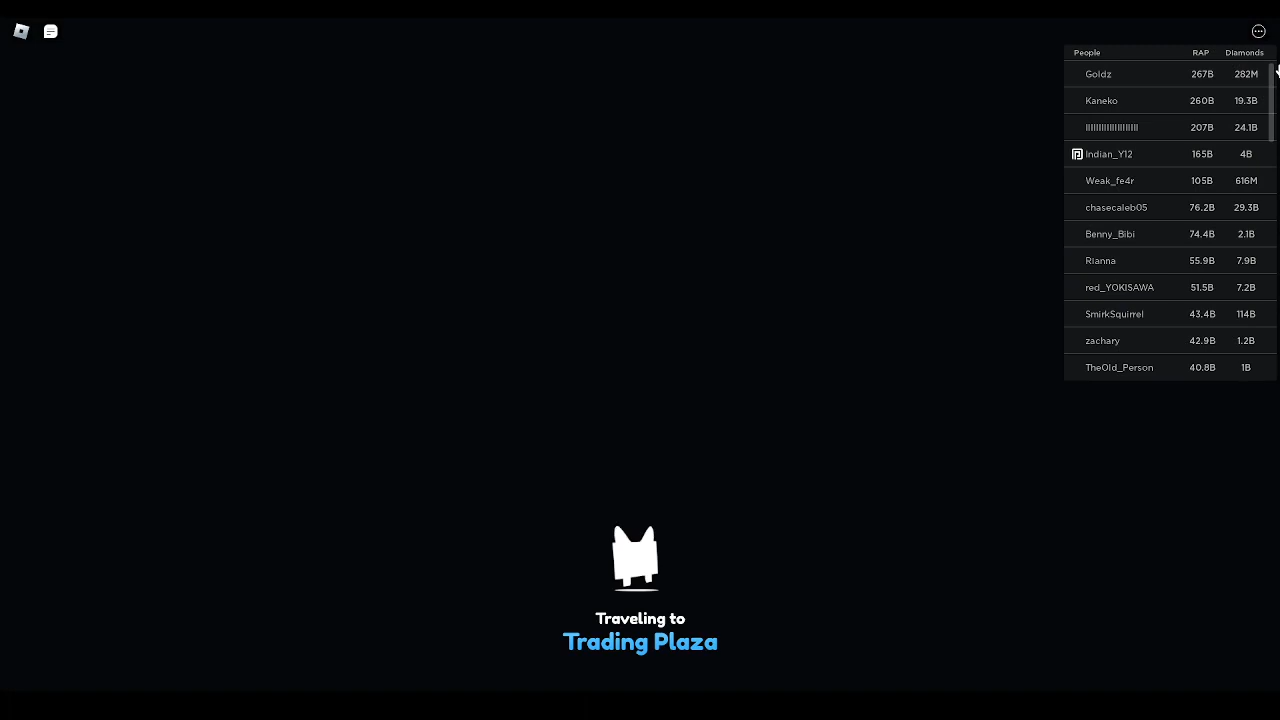 People RAP Diamonds
Goldz 267B 282M
Kaneko 260B 19.3B
207B 24.1B
Indian_Y12 165B 4B
Weak_fe4r 105B 616M
chasecaleb05 76.2B 29.3B
Benny_Bibi 74.4B 2.1B
Rianna 55.9B 7.9B
red_YOKISAWA 51.5B 7.2B
SmirkSquirrel 43.4B 114B
zachary 42.9B 1.2B
TheOld_Person 40.8B 1B
Traveling to
Trading Plaza